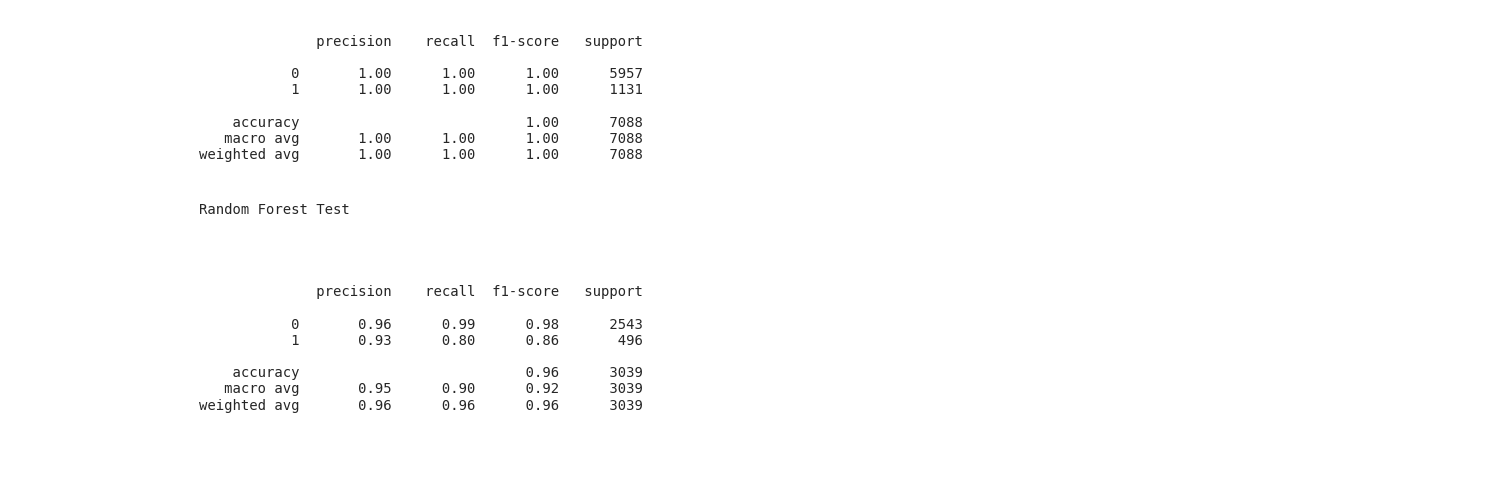 precision    recall  f1-score   support
           0       1.00      1.00      1.00      5957
           1       1.00      1.00      1.00      1131
    accuracy                           1.00      7088
   macro avg       1.00      1.00      1.00      7088
weighted avg       1.00      1.00      1.00      7088
Random Forest Test
              precision    recall  f1-score   support
           0       0.96      0.99      0.98      2543
           1       0.93      0.80      0.86       496
    accuracy                           0.96      3039
   macro avg       0.95      0.90      0.92      3039
weighted avg       0.96      0.96      0.96      3039